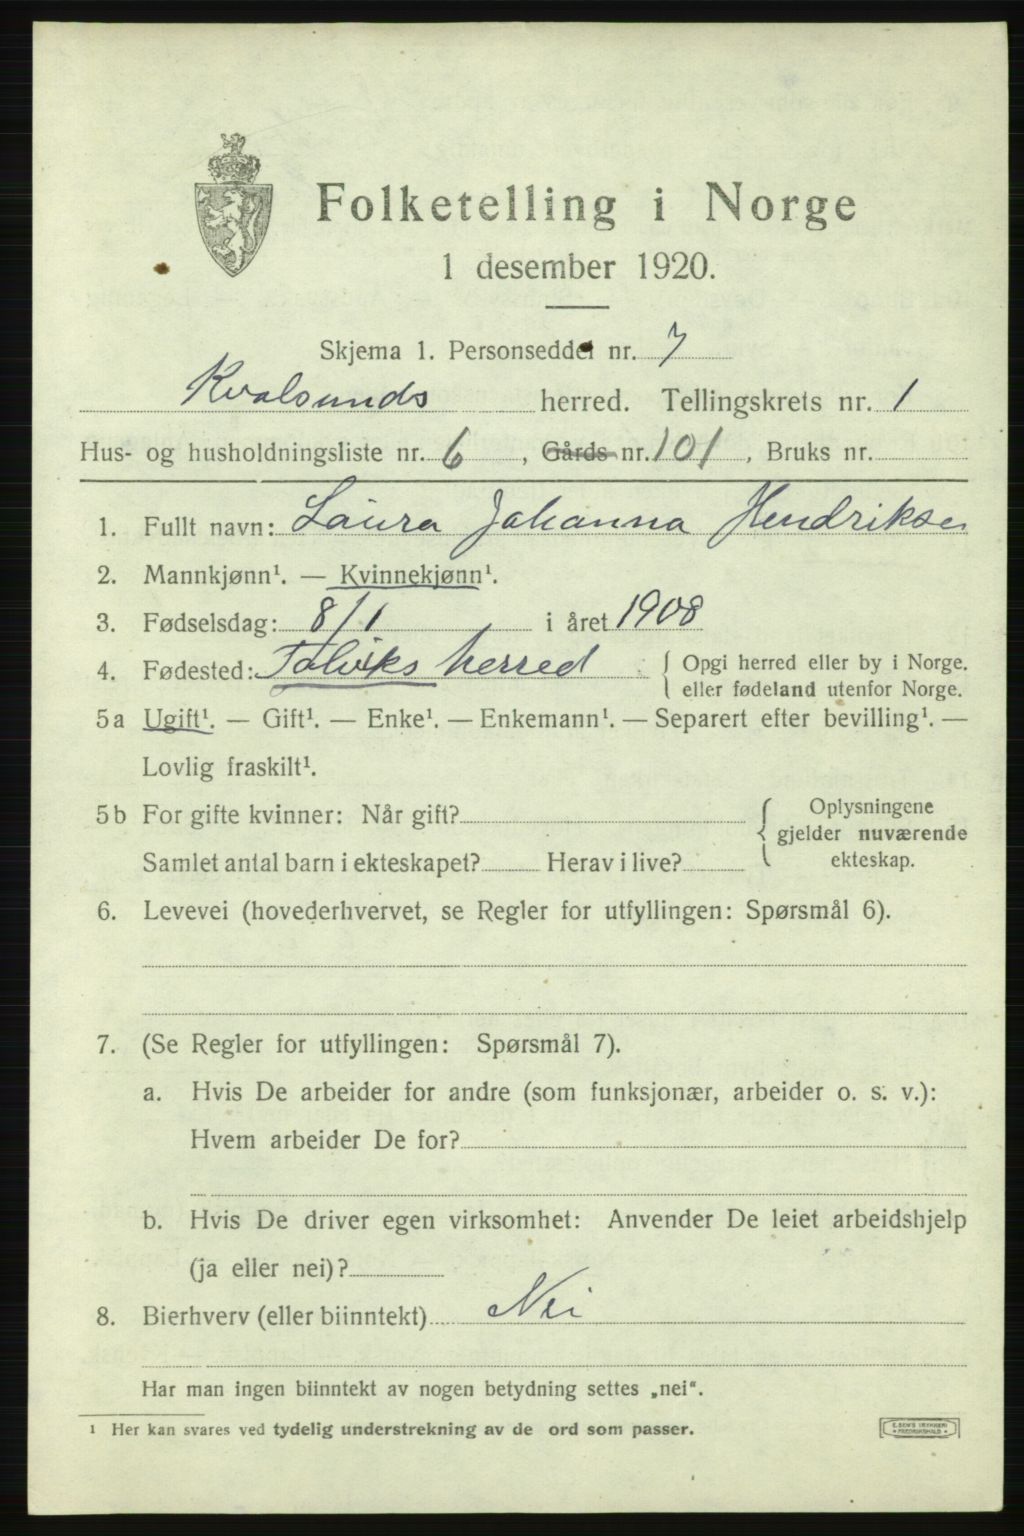 Folketelling i Norge
1 desember 1920.
Skjema 1. Personseddel nr. 7
Kvalsunds herred. Tellingskrets nr. 1
Hus- og husholdningsliste nr. 6, Gårds nr. 101, Bruks nr.
1. Fullt navn: Laura Johanna Hendriksen
2. Mannkjønn¹. — Kvinnekjønn¹.
3. Fødselsdag: 8/1 i året 1908
4. Fødested: Talviks herred { Opgi herred eller by i Norge.
eller fødeland utenfor Norge.
5a Ugift¹. — Gift¹. — Enke¹. — Enkemann¹. — Separert efter bevilling¹. —
Lovlig fraskilt¹.
5b For gifte kvinner: Når gift? { Oplysningene
gjelder nuværende
Samlet antal barn i ekteskapet? Herav i live? ekteskap.
6. Levevei (hovederhvervet, se Regler for utfyllingen: Spørsmål 6).
7. (Se Regler for utfyllingen: Spørsmål 7).
a. Hvis De arbeider for andre (som funksjonær, arbeider o. s. v.):
Hvem arbeider De for?
b. Hvis De driver egen virksomhet: Anvender De leiet arbeidshjelp
(ja eller nei)?
8. Bierhverv (eller biinntekt) Nei
Har man ingen biinntekt av nogen betydning settes „nei“.
¹ Her kan svares ved tydelig understrekning av de ord som passer.
E. SEM'S TRYKKERI
FREDRIKSHALD